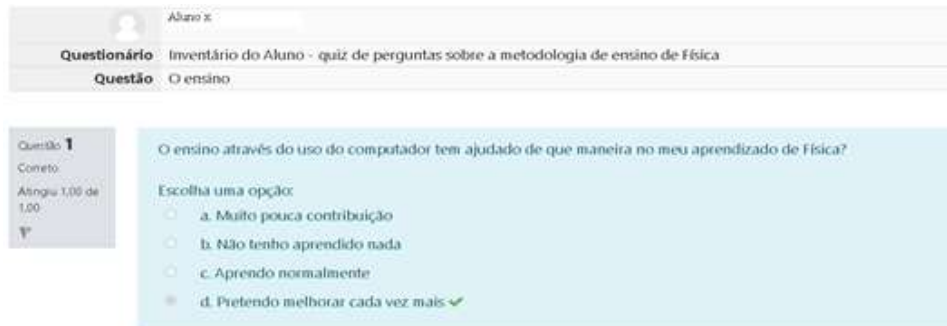 Aluno x
Questionário Inventário do Aluno - quiz de perguntas sobre a metodologia de ensino de Física
Questão O ensino
Questão 1
Correto
Atingiu 1,00 de
1,00
O ensino através do uso do computador tem ajudado de que maneira no meu aprendizado de Física?
Escolha uma opção:
a. Muito pouca contribuição
b. Não tenho aprendido nada
c. Aprendo normalmente
d. Pretendo melhorar cada vez mais